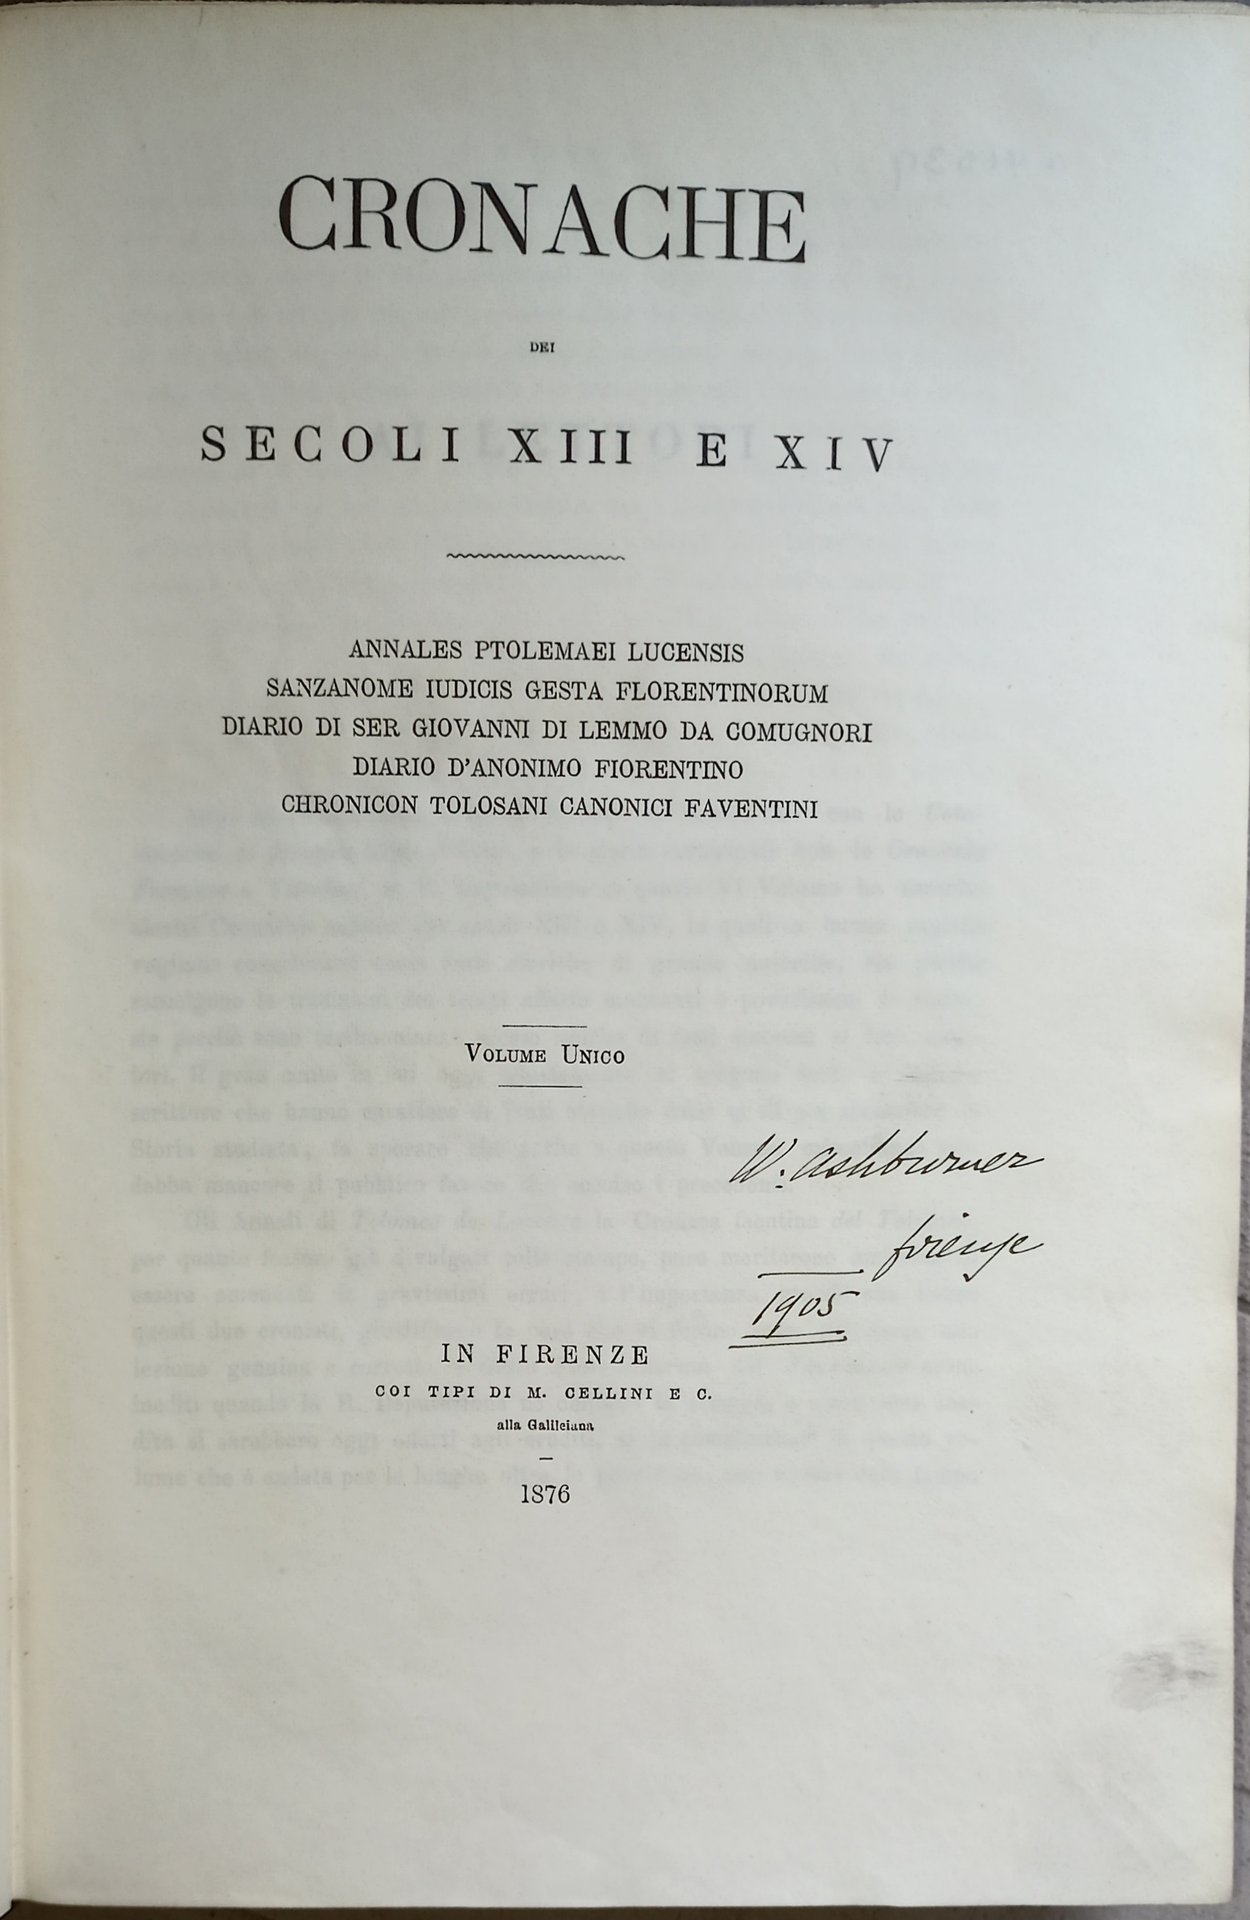 CRONACHE
DEI
SECOLI XIII E XIV
ANNALES PTOLEMAEI LUCENSIS
SANZANOME IUDICIS GESTA FLORENTINORUM
DIARIO DI SER GIOVANNI DI LEMMO DA COMUGNORI
DIARIO D'ANONIMO FIORENTINO
CHRONICON TOLOSANI CANONICI FAVENTINI
VOLUME UNICO
W. Ashburner
firenze
1905
IN FIRENZE
COI TIPI DI M. CELLINI E C.
alla Galileiana
1876